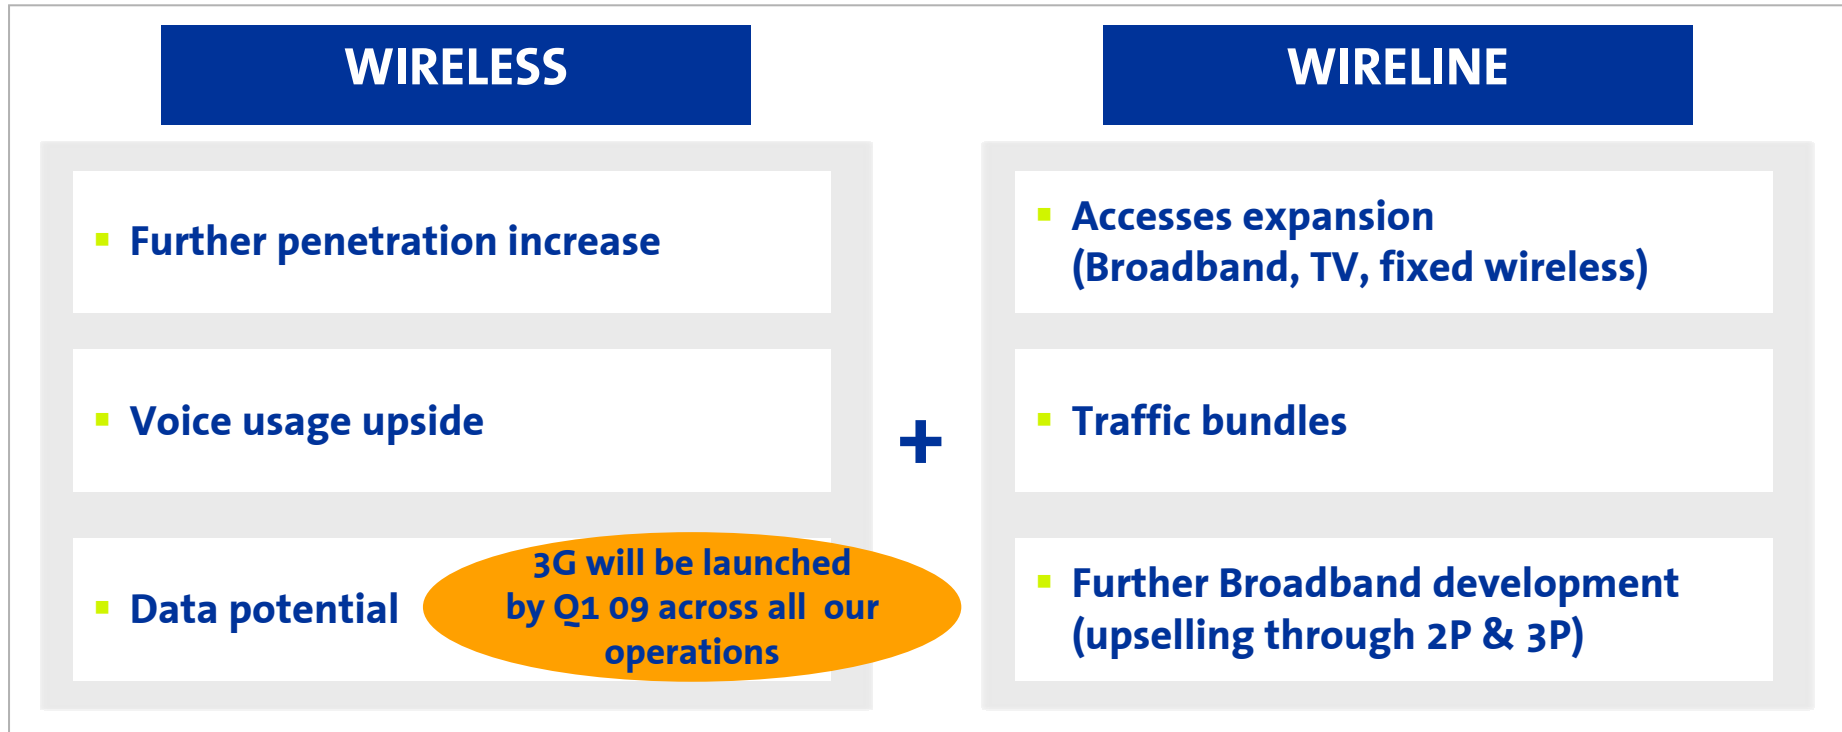 WIRELESS
Further penetration increase
Voice usage upside
Data potential
3G will be launched
by Q1 09 across all our
operations
+
WIRELINE
Accesses expansion
(Broadband, TV, fixed wireless)
Traffic bundles
Further Broadband development
(upselling through 2P & 3P)